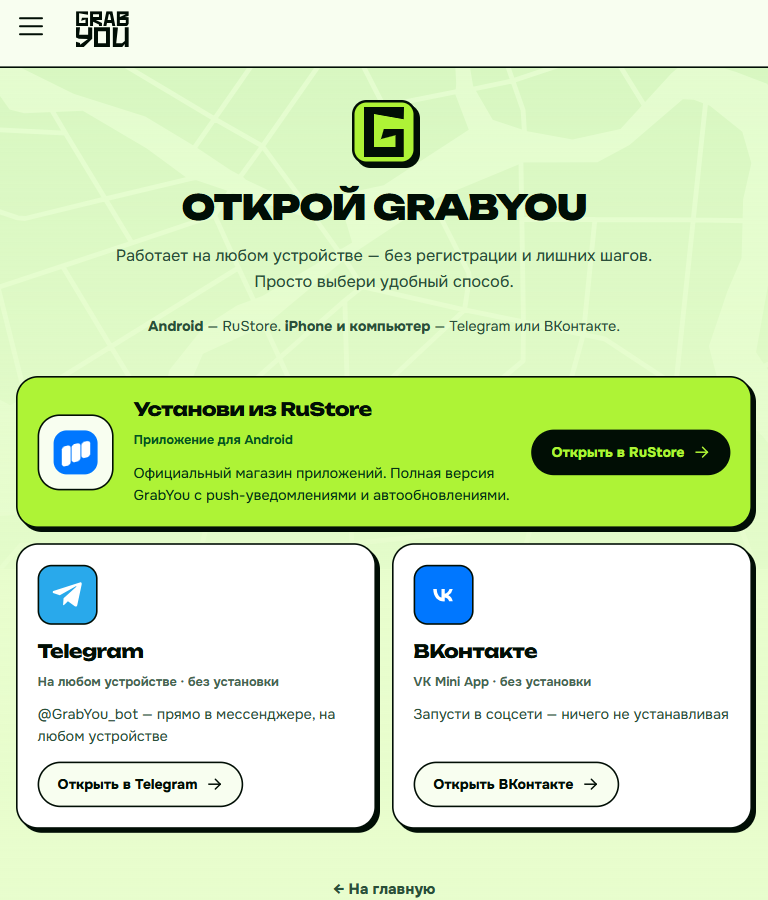 GRAB
YOU
G
ОТКРОЙ GRABYOU
Работает на любом устройстве — без регистрации и лишних шагов.
Просто выбери удобный способ.
Android — RuStore. iPhone и компьютер — Telegram или ВКонтакте.
Установи из RuStore
Приложение для Android
Официальный магазин приложений. Полная версия
GrabYou с push-уведомлениями и автообновлениями.
Открыть в RuStore →
Telegram
На любом устройстве · без установки
@GrabYou_bot — прямо в мессенджере, на
любом устройстве
Открыть в Telegram →
VK
ВКонтакте
VK Mini App · без установки
Запусти в соцсети — ничего не устанавливая
Открыть ВКонтакте →
← На главную